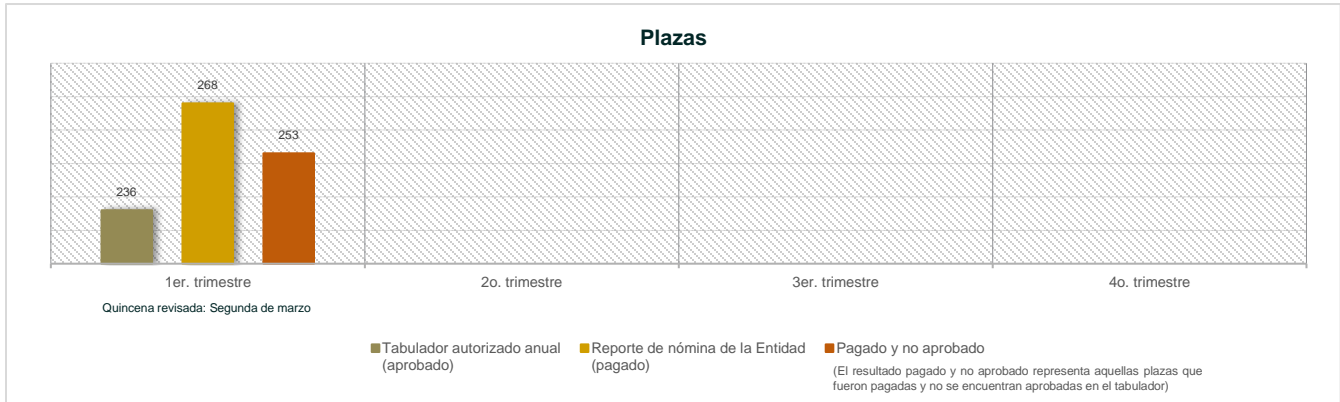 Plazas
268
253
236
1er. trimestre
2o. trimestre
3er. trimestre
4o. trimestre
Quincena revisada: Segunda de marzo
Tabulador autorizado anual
(aprobado)
Reporte de nómina de la Entidad
(pagado)
Pagado y no aprobado
(El resultado pagado y no aprobado representa aquellas plazas que
fueron pagadas y no se encuentran aprobadas en el tabulador)